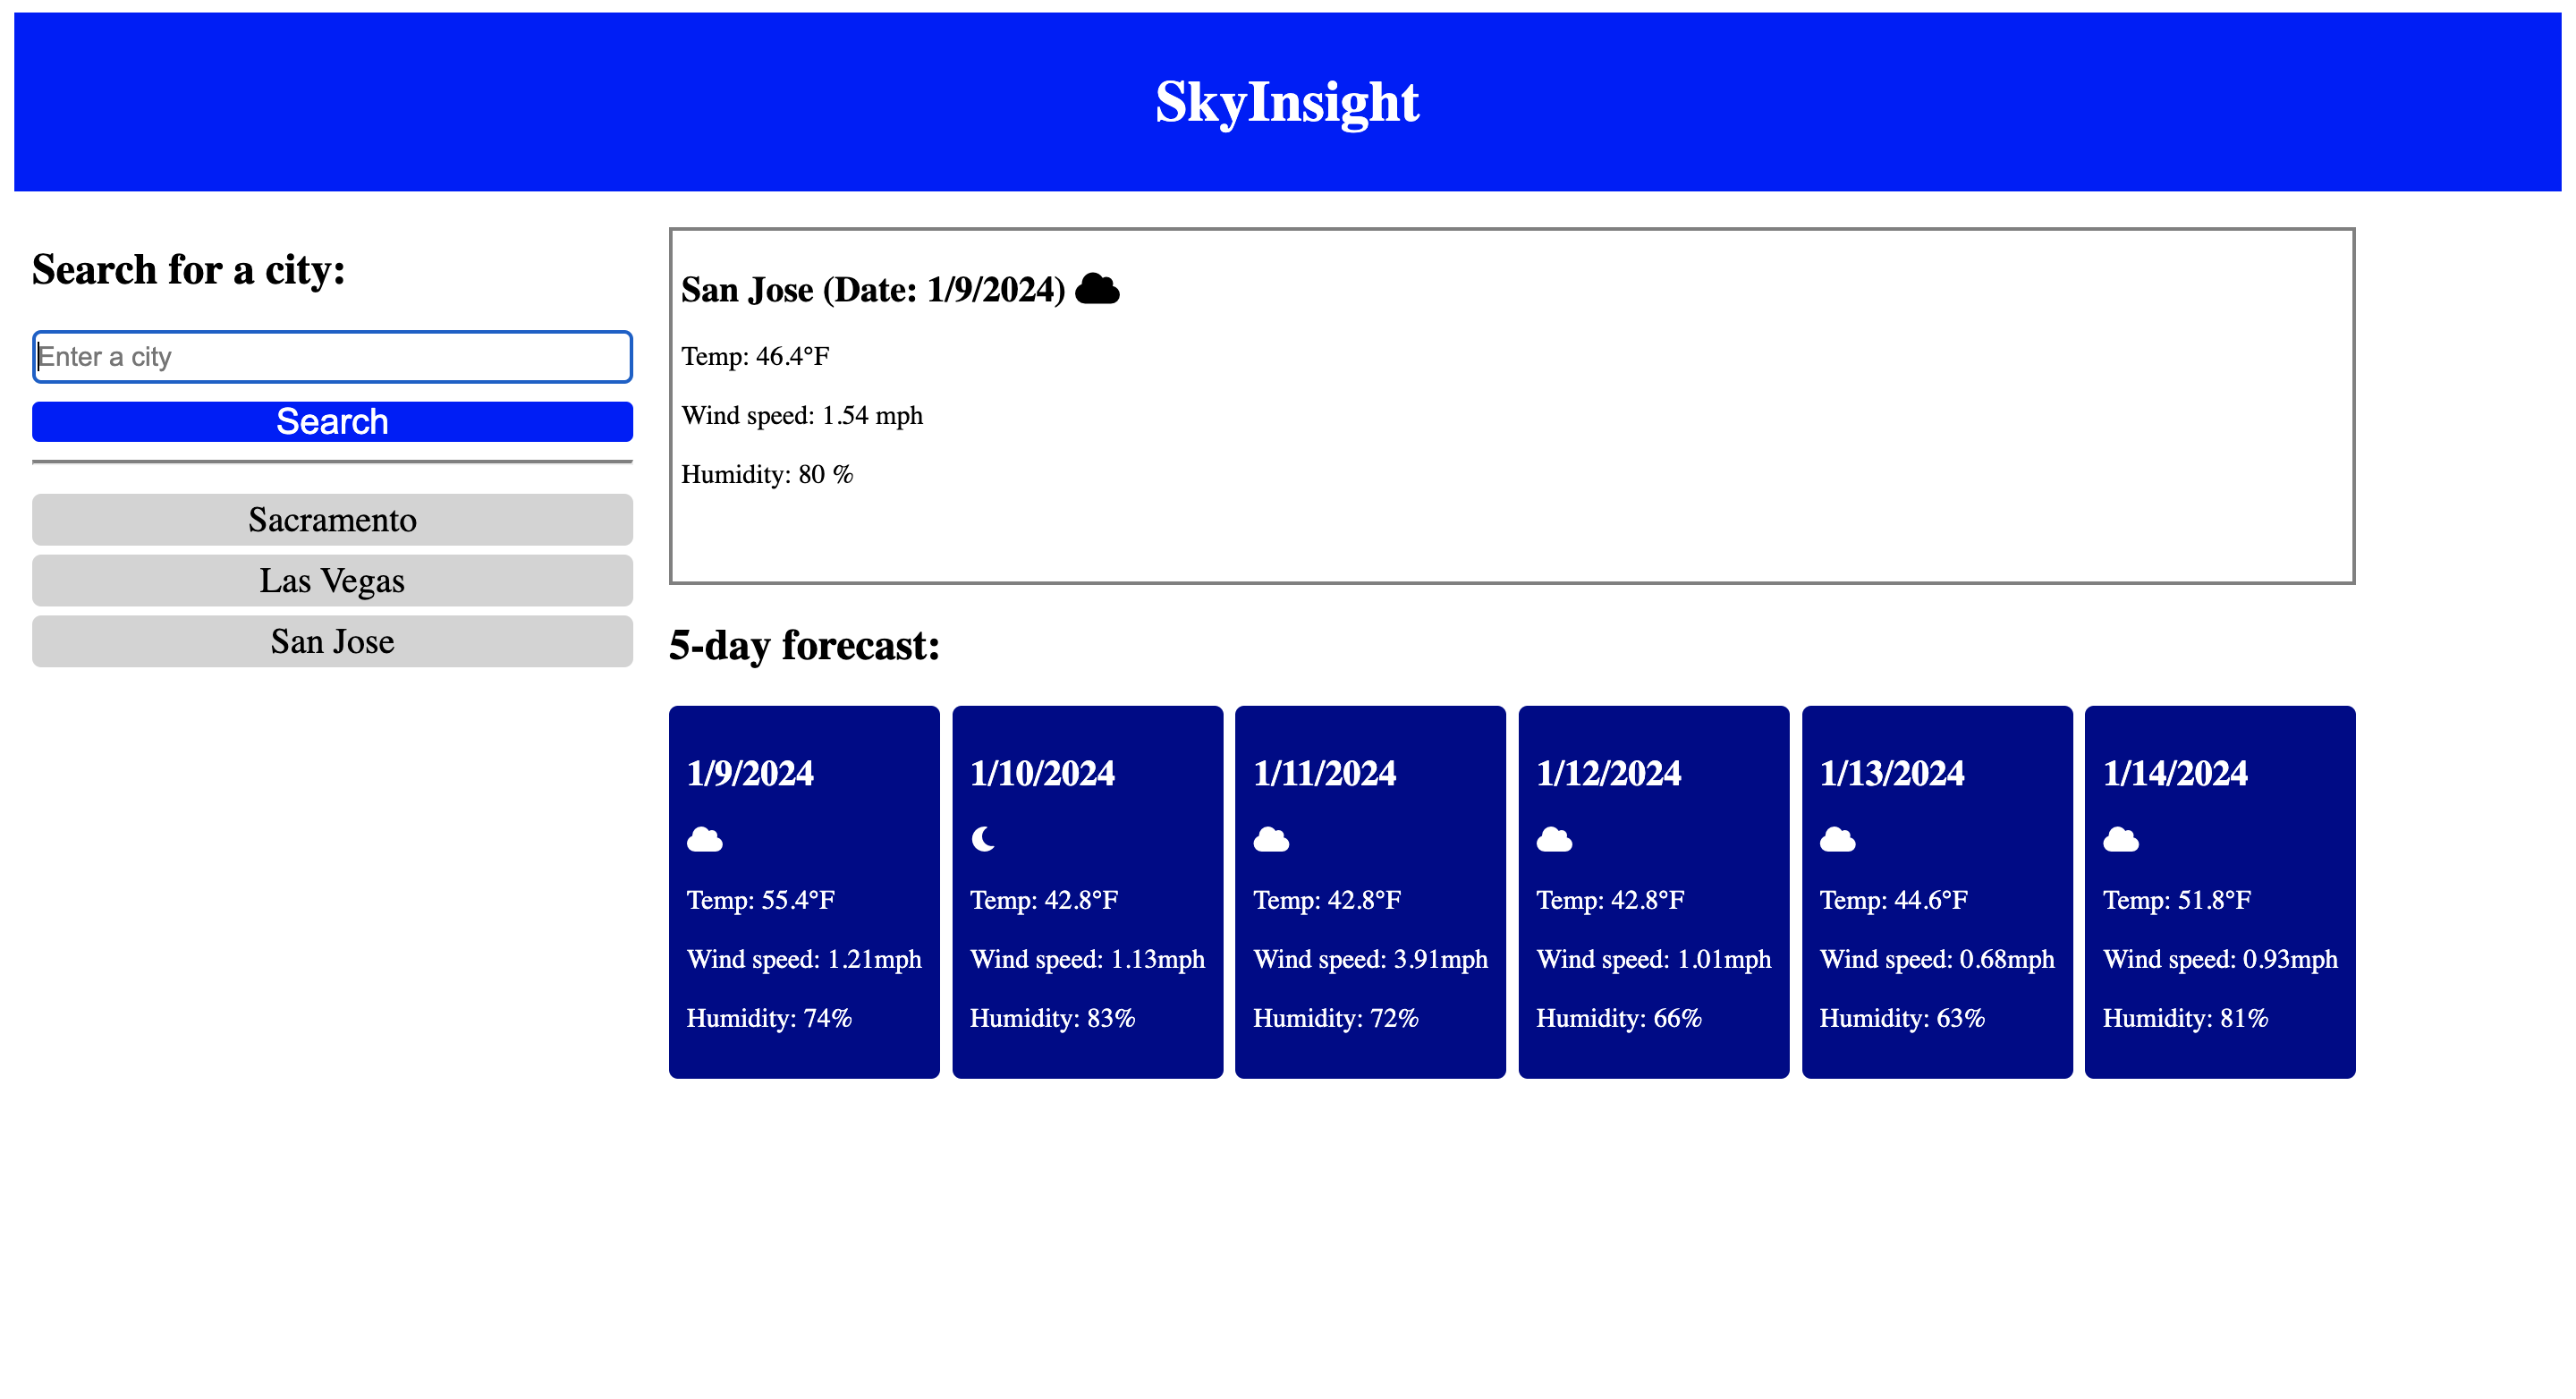 SkyInsight
Search for a city:
Enter a city
Search
Sacramento
Las Vegas
San Jose
San Jose (Date: 1/9/2024)
Temp: 46.4°F
Wind speed: 1.54 mph
Humidity: 80 %
5-day forecast:
1/9/2024
Temp: 55.4°F
Wind speed: 1.21mph
Humidity: 74%
1/10/2024
Temp: 42.8°F
Wind speed: 1.13mph
Humidity: 83%
1/11/2024
Temp: 42.8°F
Wind speed: 3.91mph
Humidity: 72%
1/12/2024
Temp: 42.8°F
Wind speed: 1.01mph
Humidity: 66%
1/13/2024
Temp: 44.6°F
Wind speed: 0.68mph
Humidity: 63%
1/14/2024
Temp: 51.8°F
Wind speed: 0.93mph
Humidity: 81%